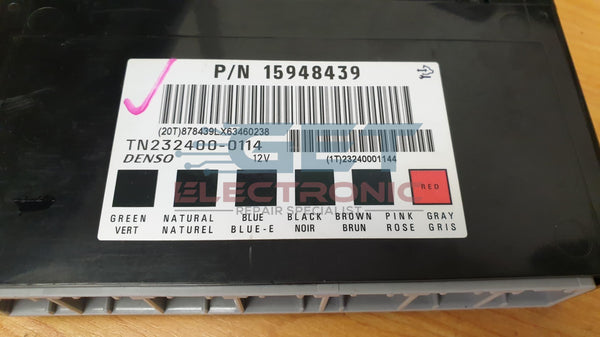 P/N 15948439
(20T)878439LX63460238
TN232400-0114
DENSO 12V (1T)23240001144
GET
ELECTRONIC
REPAIR SPECIALIST
RED
GREEN NATURAL BLUE BLACK BROWN PINK GRAY
VERT NATUREL BLUE-E NOIR BRUN ROSE GRIS